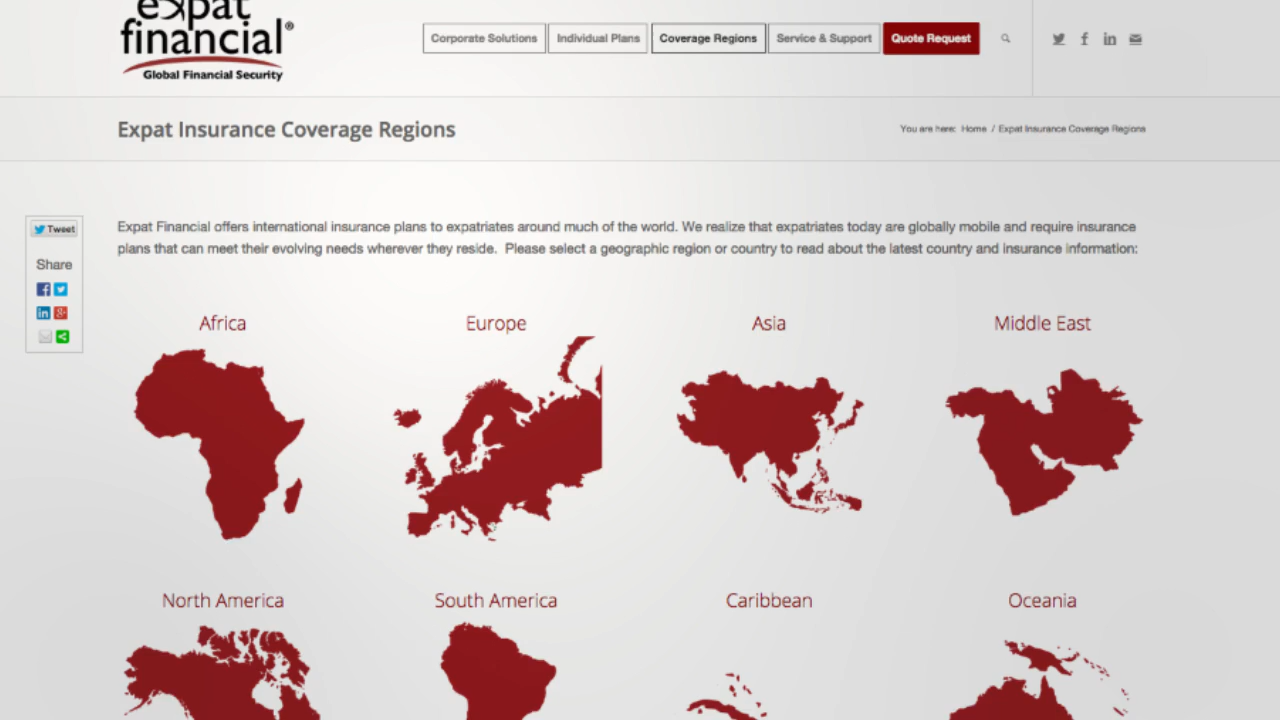 expat
financial®
Global Financial Security
Corporate Solutions
Individual Plans
Coverage Regions
Service & Support
Quote Request
Expat Insurance Coverage Regions
You are here: Home / Expat Insurance Coverage Regions
Tweet
Share
Expat Financial offers international insurance plans to expatriates around much of the world. We realize that expatriates today are globally mobile and require insurance
plans that can meet their evolving needs wherever they reside. Please select a geographic region or country to read about the latest country and insurance information:
Africa
Europe
Asia
Middle East
North America
South America
Caribbean
Oceania